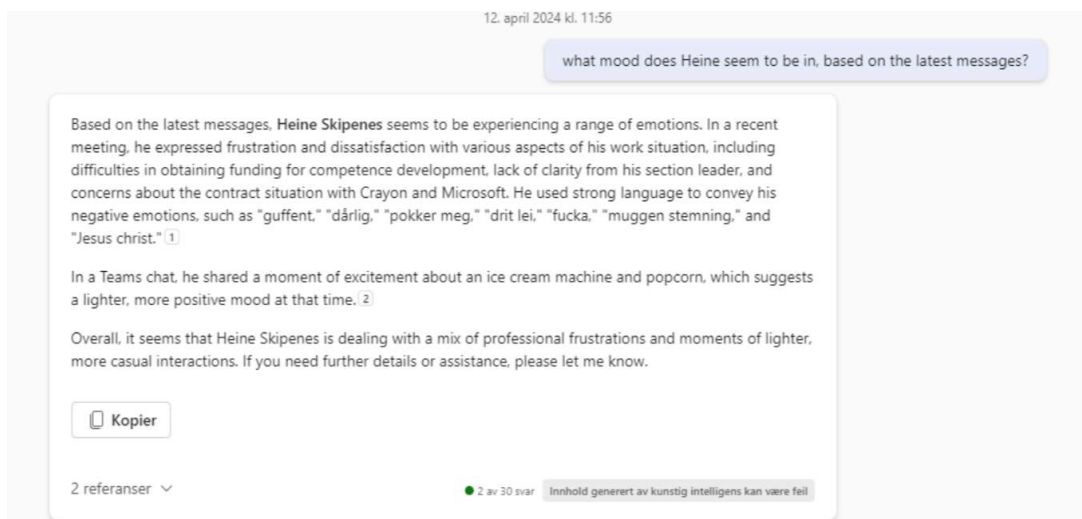 12. april 2024 kl. 11:56
what mood does Heine seem to be in, based on the latest messages?
Based on the latest messages, Heine Skipenes seems to be experiencing a range of emotions. In a recent
meeting, he expressed frustration and dissatisfaction with various aspects of his work situation, including
difficulties in obtaining funding for competence development, lack of clarity from his section leader, and
concerns about the contract situation with Crayon and Microsoft. He used strong language to convey his
negative emotions, such as "guffent," "dårlig," "pokker meg," "drit lei," "fucka," "muggen stemning," and
"Jesus christ." 1
In a Teams chat, he shared a moment of excitement about an ice cream machine and popcorn, which suggests
a lighter, more positive mood at that time. 2
Overall, it seems that Heine Skipenes is dealing with a mix of professional frustrations and moments of lighter,
more casual interactions. If you need further details or assistance, please let me know.
Kopier
2 referanser
2 av 30 svar Innhold generert av kunstig intelligens kan være feil